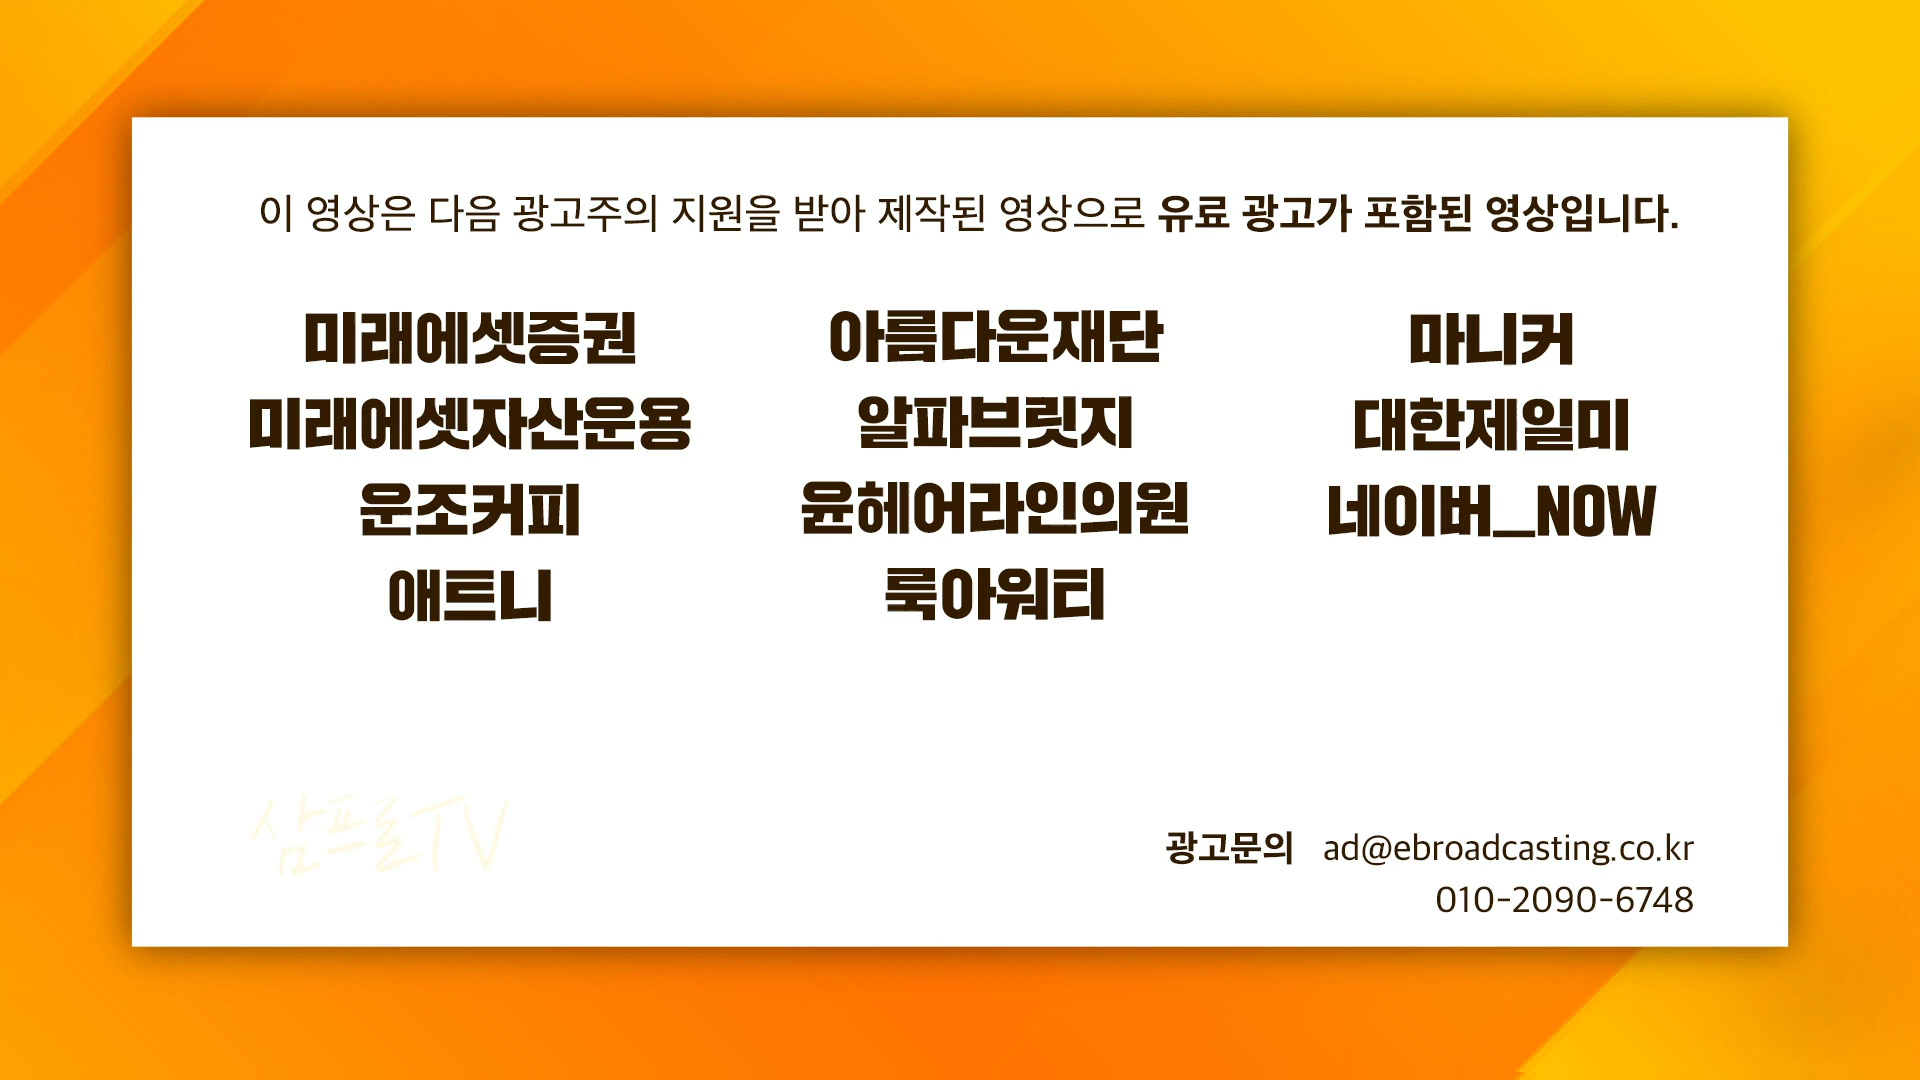 이 영상은 다음 광고주의 지원을 받아 제작된 영상으로 유료 광고가 포함된 영상입니다.
미래에셋증권
미래에셋자산운용
운조커피
애트니
아름다운재단
알파브릿지
윤헤어라인의원
룩아워티
마니커
대한제일미
네이버_NOW
삼프로TV
광고문의 ad@ebroadcasting.co.kr
010-2090-6748